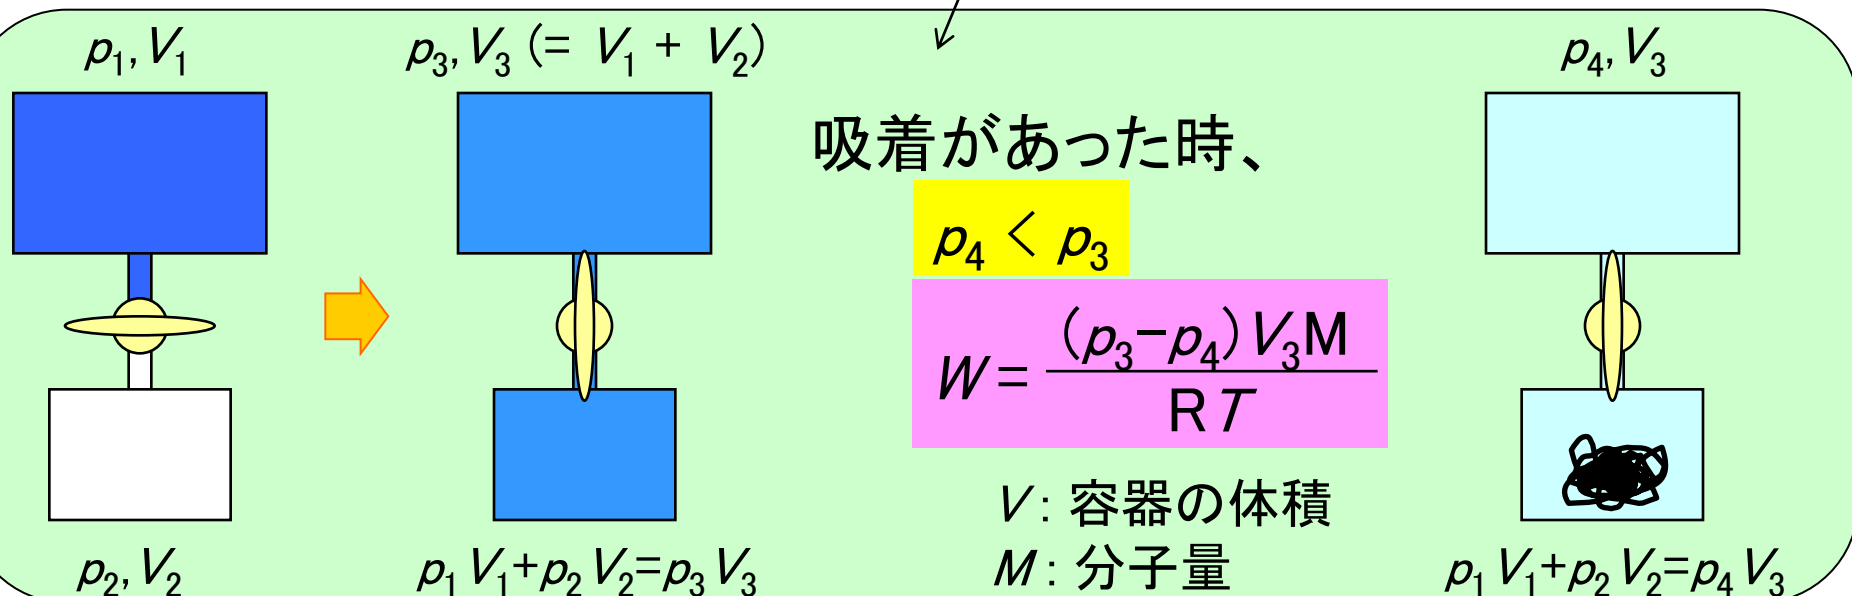 p₁, V₁
p₃, V₃ (= V₁ + V₂)
p₄, V₃
吸着があった時、
p₄ < p₃
W = (p₃−p₄) V₃M / RT
V : 容器の体積
M : 分子量
p₂, V₂
p₁ V₁+p₂ V₂=p₃ V₃
p₁ V₁+p₂ V₂=p₄ V₃